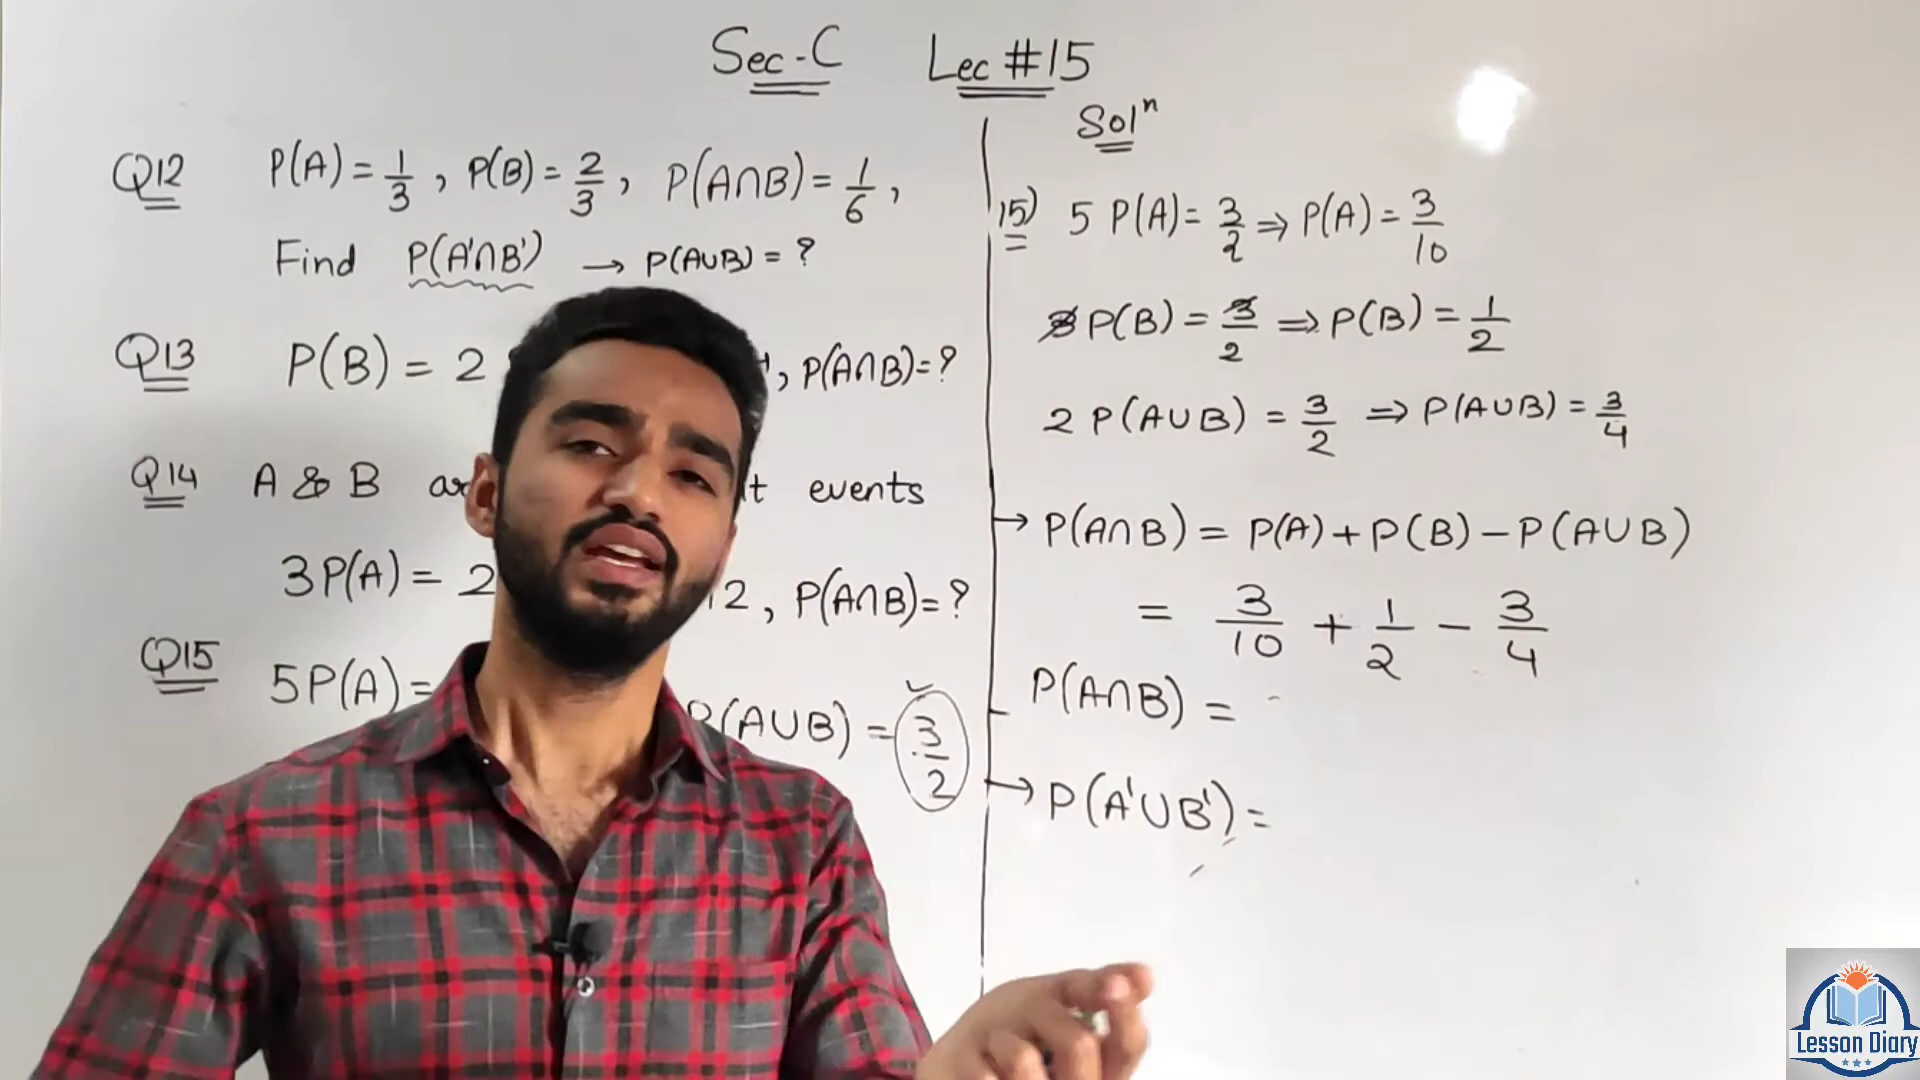 Sec-C Lec #15
Q12 P(A) = 1/3, P(B) = 2/3, P(A∩B) = 1/6,
Find P(A'∩B') → P(A∪B) = ?
Q13 P(B) = 2 , P(A∩B) = ?
Q14 A & B events
3P(A) = 2 12, P(A∩B) = ?
Q15 5P(A) = P(A∪B) = 3/2
Solⁿ
15) 5 P(A) = 3/2 ⇒ P(A) = 3/10
3 P(B) = 3/2 ⇒ P(B) = 1/2
2 P(A∪B) = 3/2 ⇒ P(A∪B) = 3/4
→ P(A∩B) = P(A) + P(B) − P(A∪B)
= 3/10 + 1/2 − 3/4
P(A∩B) =
→ P(A'∪B') =
Lesson Diary